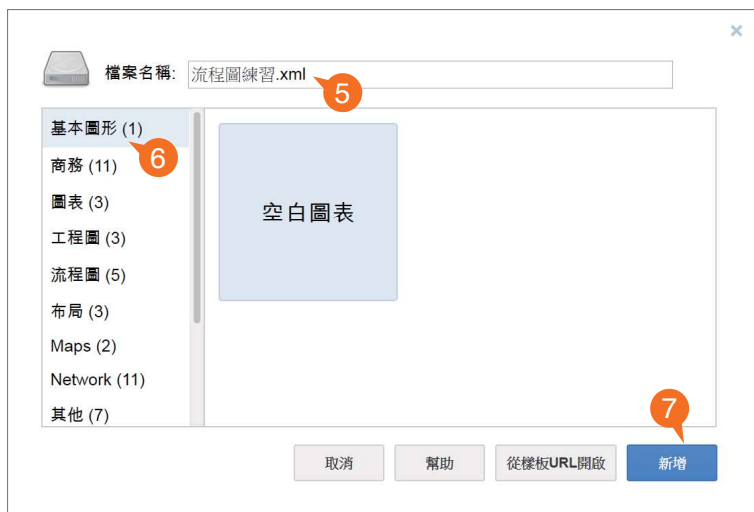 ×
檔案名稱: 流程圖練習.xml
5
基本圖形 (1)
6
商務 (11)
圖表 (3)
工程圖 (3)
流程圖 (5)
布局 (3)
Maps (2)
Network (11)
其他 (7)
空白圖表
7
取消 幫助 從樣板URL開啟 新增